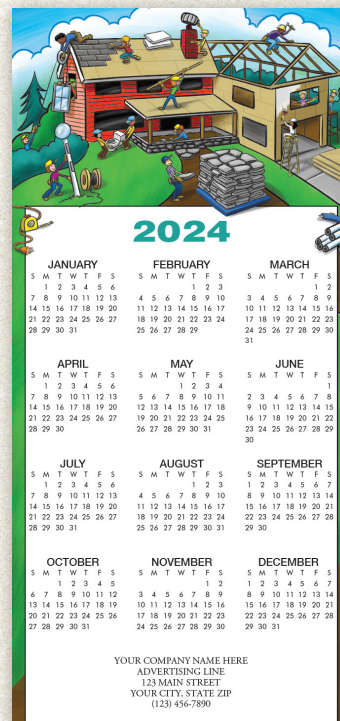 2024
JANUARY
S M T W T F S
1 2 3 4 5 6
7 8 9 10 11 12 13
14 15 16 17 18 19 20
21 22 23 24 25 26 27
28 29 30 31
FEBRUARY
S M T W T F S
1 2 3
4 5 6 7 8 9 10
11 12 13 14 15 16 17
18 19 20 21 22 23 24
25 26 27 28 29
MARCH
S M T W T F S
1 2
3 4 5 6 7 8 9
10 11 12 13 14 15 16
17 18 19 20 21 22 23
24 25 26 27 28 29 30
31
APRIL
S M T W T F S
1 2 3 4 5 6
7 8 9 10 11 12 13
14 15 16 17 18 19 20
21 22 23 24 25 26 27
28 29 30
MAY
S M T W T F S
1 2 3 4
5 6 7 8 9 10 11
12 13 14 15 16 17 18
19 20 21 22 23 24 25
26 27 28 29 30 31
JUNE
S M T W T F S
1
2 3 4 5 6 7 8
9 10 11 12 13 14 15
16 17 18 19 20 21 22
23 24 25 26 27 28 29
30
JULY
S M T W T F S
1 2 3 4 5 6
7 8 9 10 11 12 13
14 15 16 17 18 19 20
21 22 23 24 25 26 27
28 29 30 31
AUGUST
S M T W T F S
1 2 3
4 5 6 7 8 9 10
11 12 13 14 15 16 17
18 19 20 21 22 23 24
25 26 27 28 29 30 31
SEPTEMBER
S M T W T F S
1 2 3 4 5 6 7
8 9 10 11 12 13 14
15 16 17 18 19 20 21
22 23 24 25 26 27 28
29 30
OCTOBER
S M T W T F S
1 2 3 4 5
6 7 8 9 10 11 12
13 14 15 16 17 18 19
20 21 22 23 24 25 26
27 28 29 30 31
NOVEMBER
S M T W T F S
1 2
3 4 5 6 7 8 9
10 11 12 13 14 15 16
17 18 19 20 21 22 23
24 25 26 27 28 29 30
DECEMBER
S M T W T F S
1 2 3 4 5 6 7
8 9 10 11 12 13 14
15 16 17 18 19 20 21
22 23 24 25 26 27 28
29 30 31
YOUR COMPANY NAME HERE
ADVERTISING LINE
123 MAIN STREET
YOUR CITY, STATE ZIP
(123) 456-7890